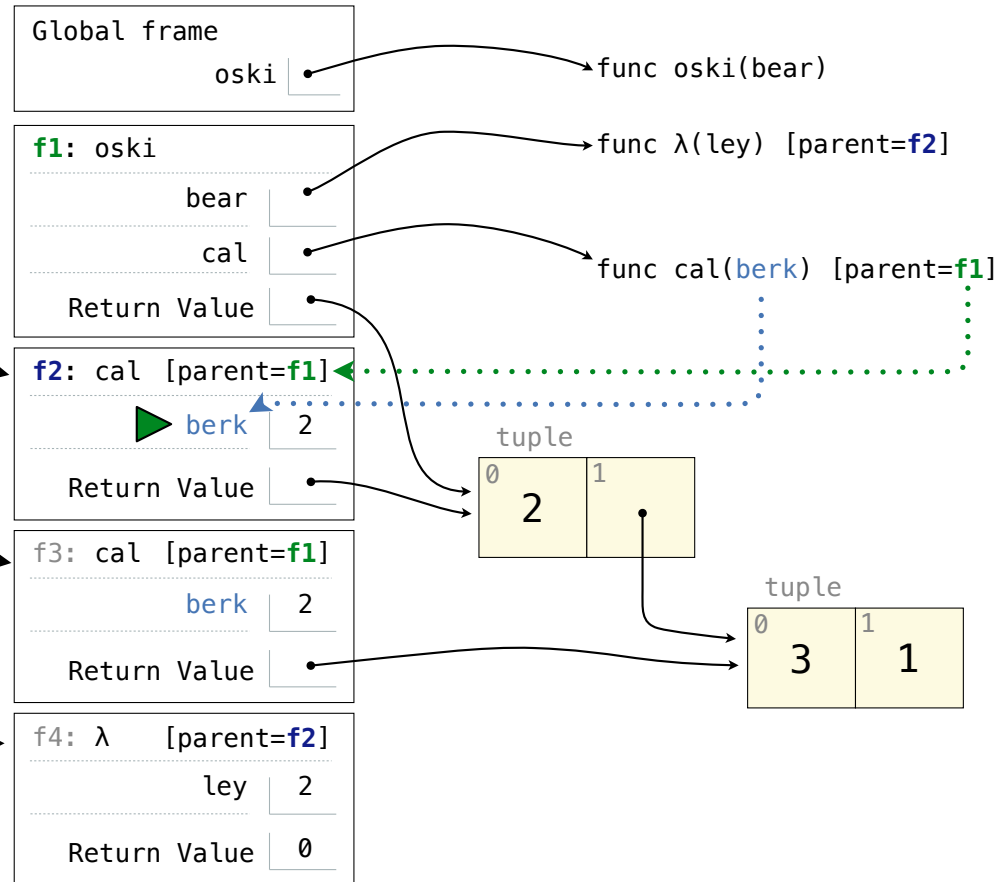 Global frame
oski
func oski(bear)
f1: oski
func λ(ley) [parent=f2]
bear
cal
func cal(berk) [parent=f1]
Return Value
f2: cal [parent=f1]
berk 2
Return Value
tuple
0 1
2
f3: cal [parent=f1]
berk 2
Return Value
tuple
0 1
3 1
f4: λ [parent=f2]
ley 2
Return Value 0